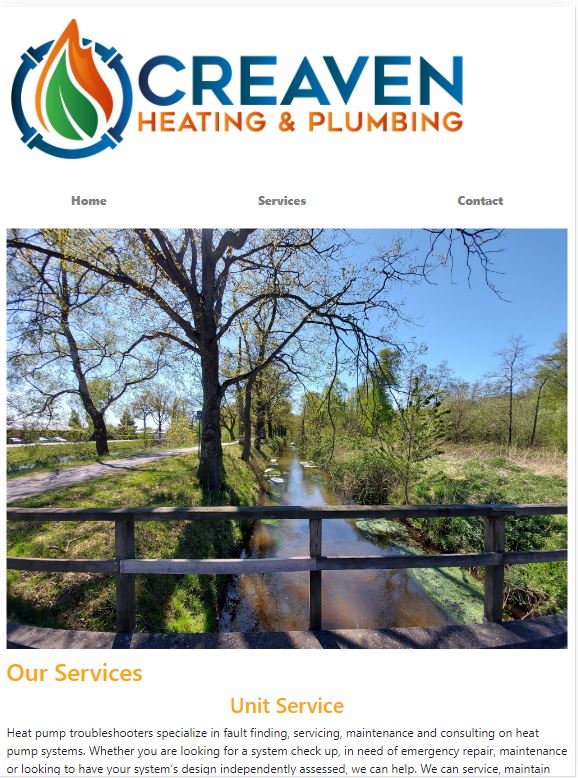 CREAVEN
HEATING & PLUMBING
Home Services Contact
Our Services
Unit Service
Heat pump troubleshooters specialize in fault finding, servicing, maintenance and consulting on heat
pump systems. Whether you are looking for a system check up, in need of emergency repair, maintenance
or looking to have your system's design independently assessed, we can help. We can service, maintain